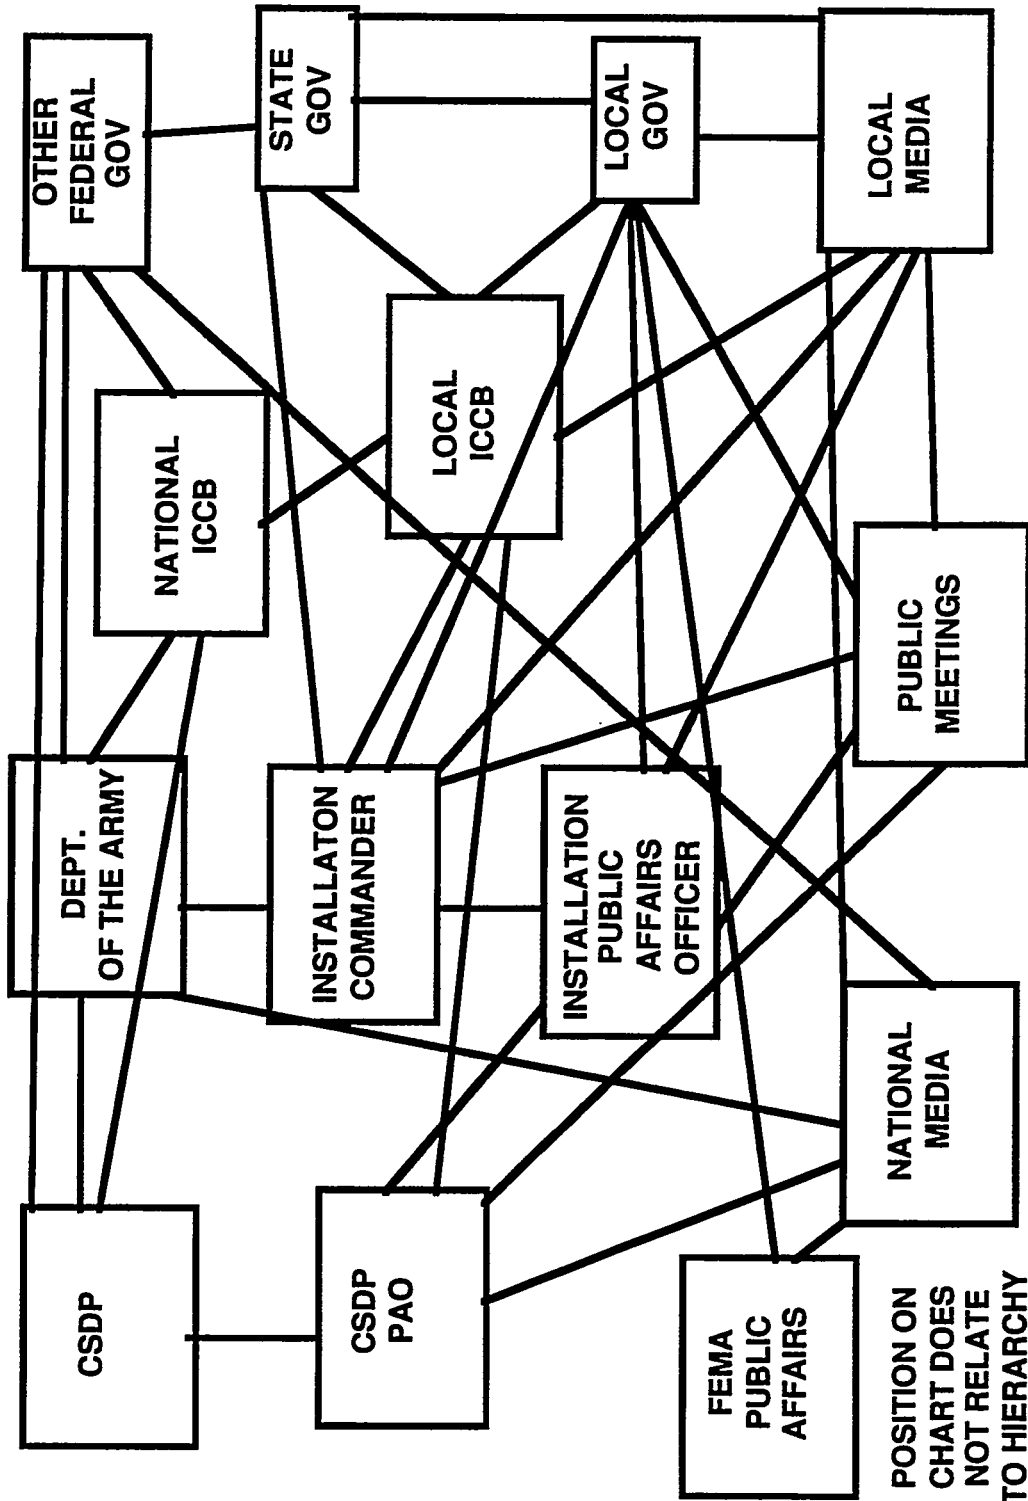 CSDP
DEPT.
OF THE ARMY
NATIONAL
ICCB
OTHER
FEDERAL
GOV
CSDP
PAO
INSTALLATON
COMMANDER
LOCAL
ICCB
STATE
GOV
INSTALLATION
PUBLIC
AFFAIRS
OFFICER
LOCAL
GOV
FEMA
PUBLIC
AFFAIRS
NATIONAL
MEDIA
PUBLIC
MEETINGS
LOCAL
MEDIA
POSITION ON
CHART DOES
NOT RELATE
TO HIERARCHY